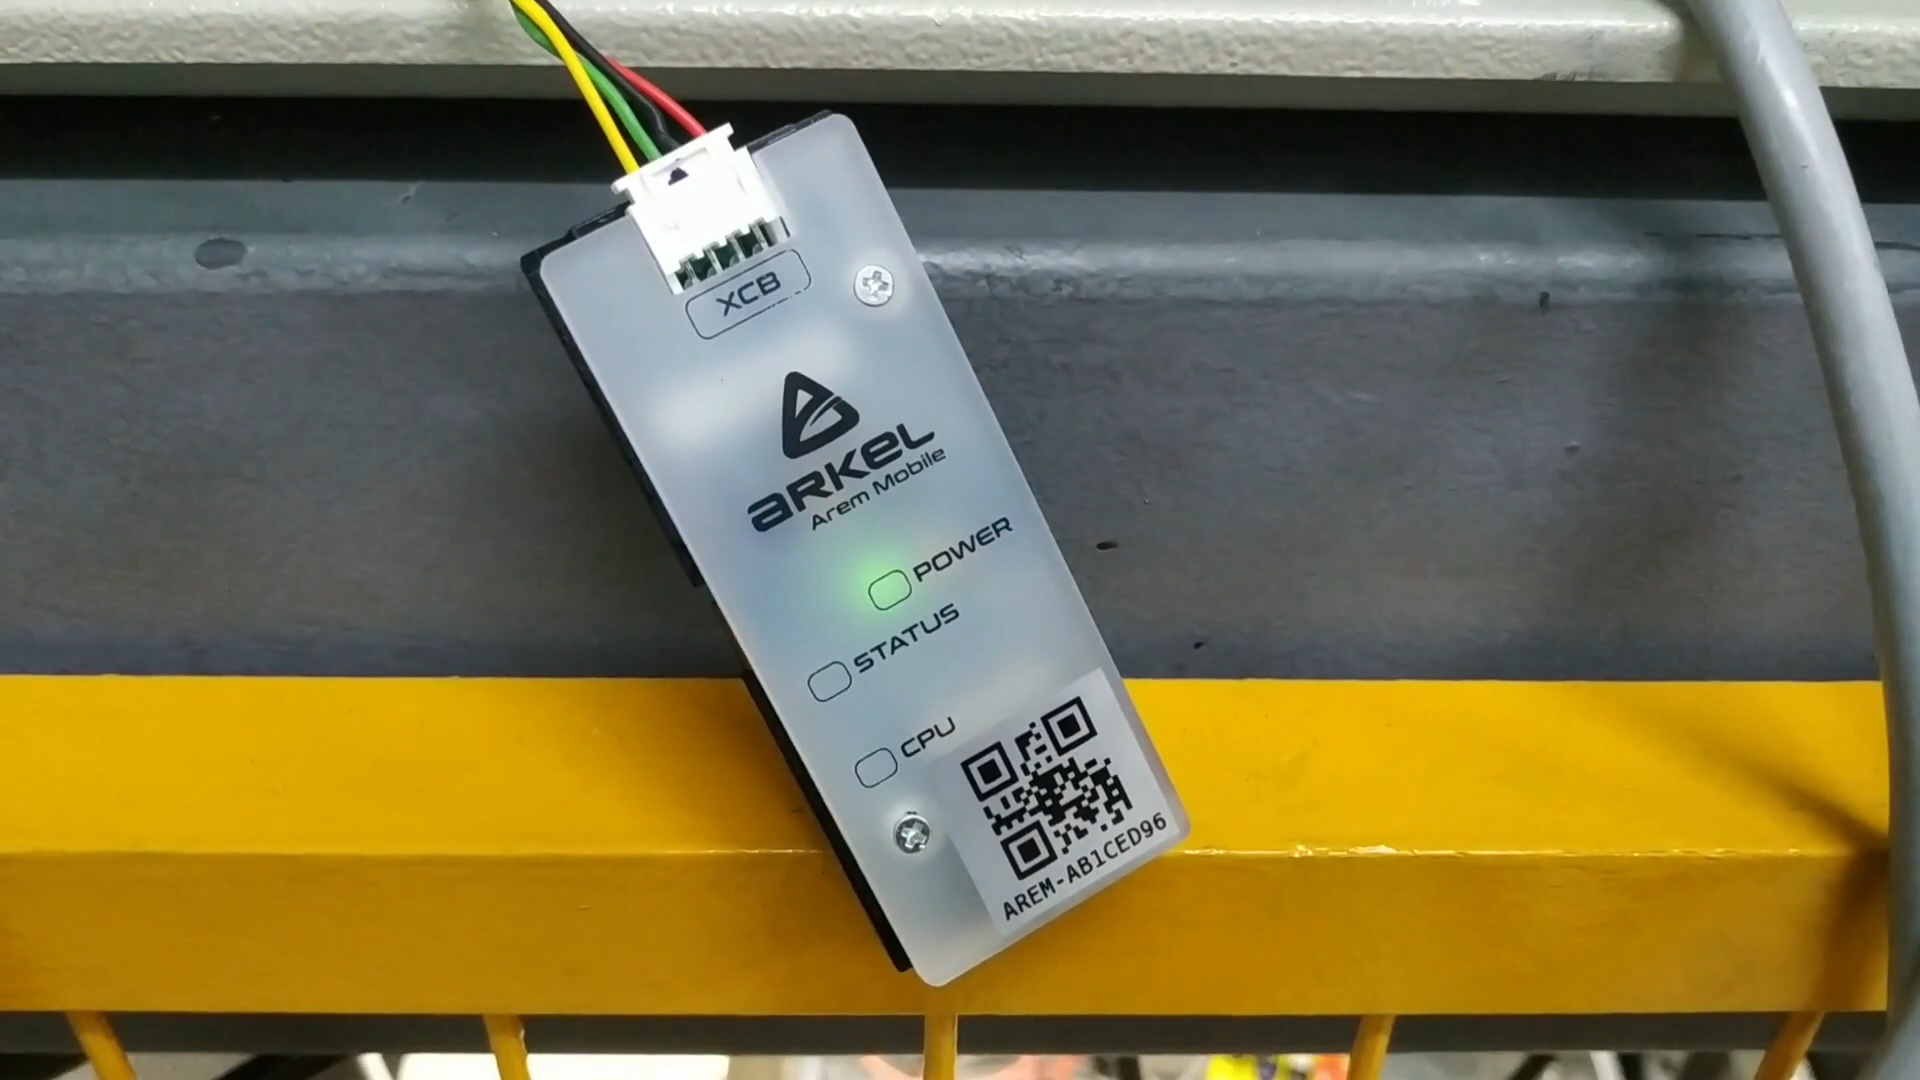 XCB
aRKEL
Arem Mobile
POWER
STATUS
CPU
AREM-AB1CED96